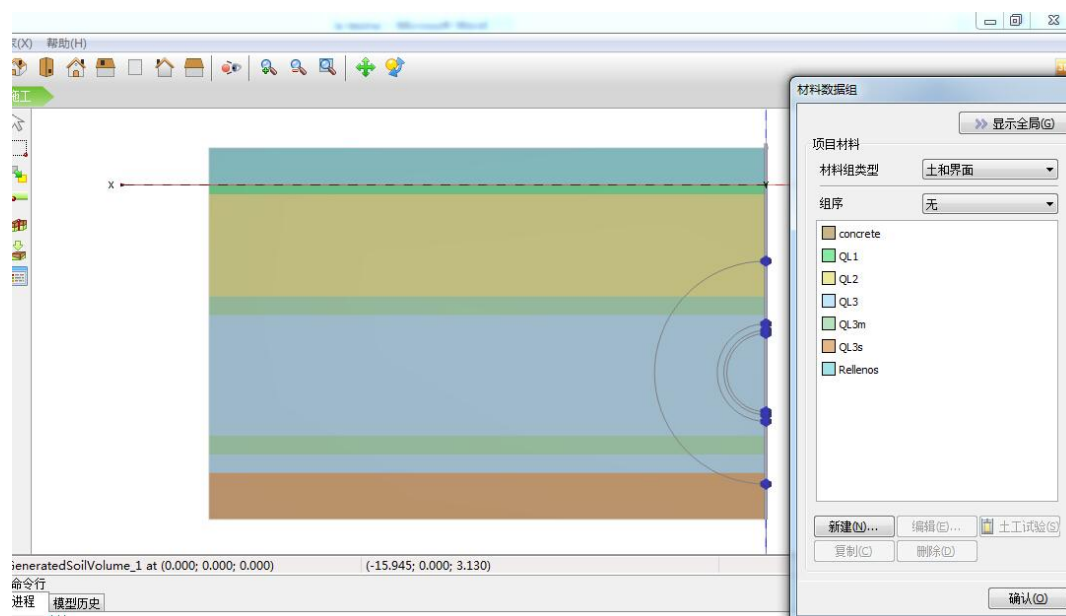 (X) 帮助(H)
施工
X
Y
GeneratedSoilVolume_1 at (0.000; 0.000; 0.000)
(-15.945; 0.000; 3.130)
命令行
进程
模型历史
材料数据组
显示全局(G)
项目材料
材料组类型
土和界面
组序
无
concrete
QL1
QL2
QL3
QL3m
QL3s
Rellenos
新建(N)...
编辑(E)...
土工试验(S)
复制(C)
删除(D)
确认(O)